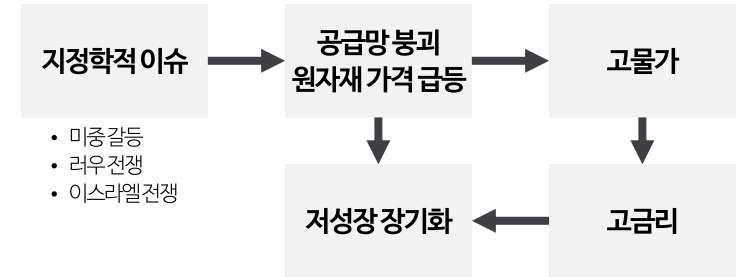 지정학적 이슈
• 미중 갈등
• 러우 전쟁
• 이스라엘 전쟁
공급망 붕괴
원자재 가격 급등
고물가
저성장 장기화
고금리